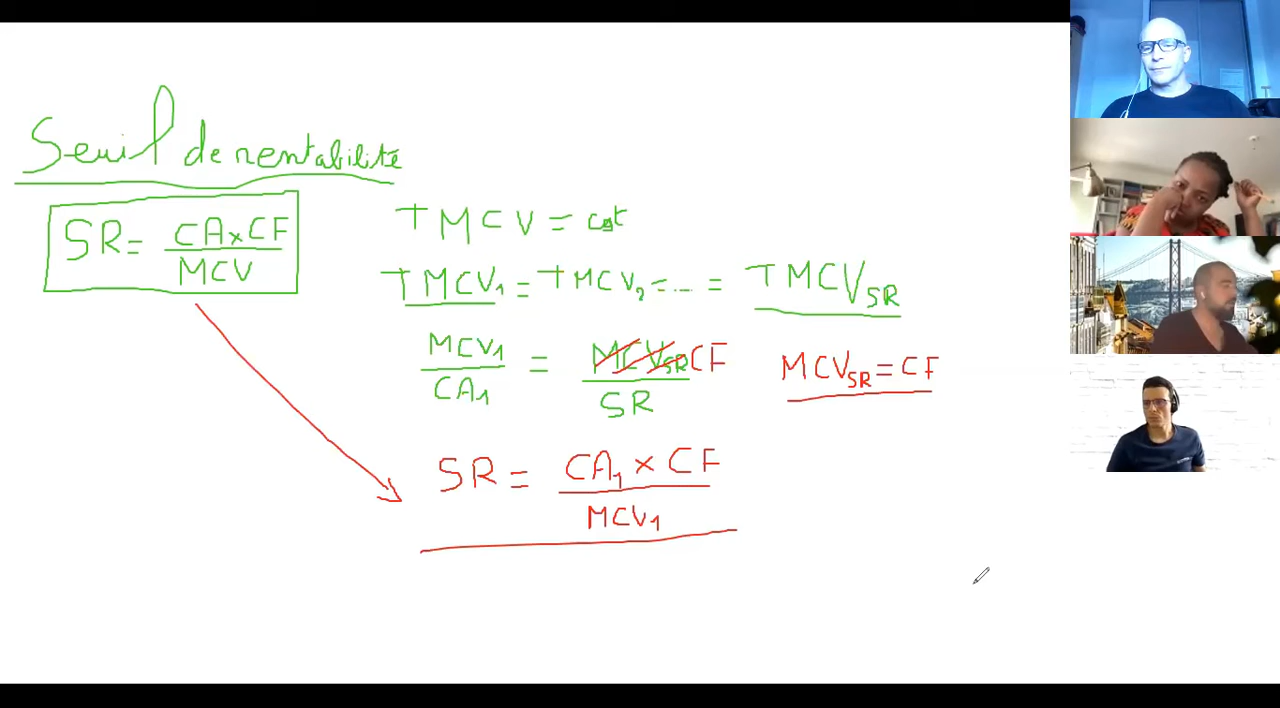 Seuil de rentabilité
SR = CA x CF / MCV
TMCV = cst
TMCV1 = TMCV2 = ... = TMCVSR
MCV1 / CA1 = MCVSR CF / SR
MCVSR = CF
SR = CA1 x CF / MCV1